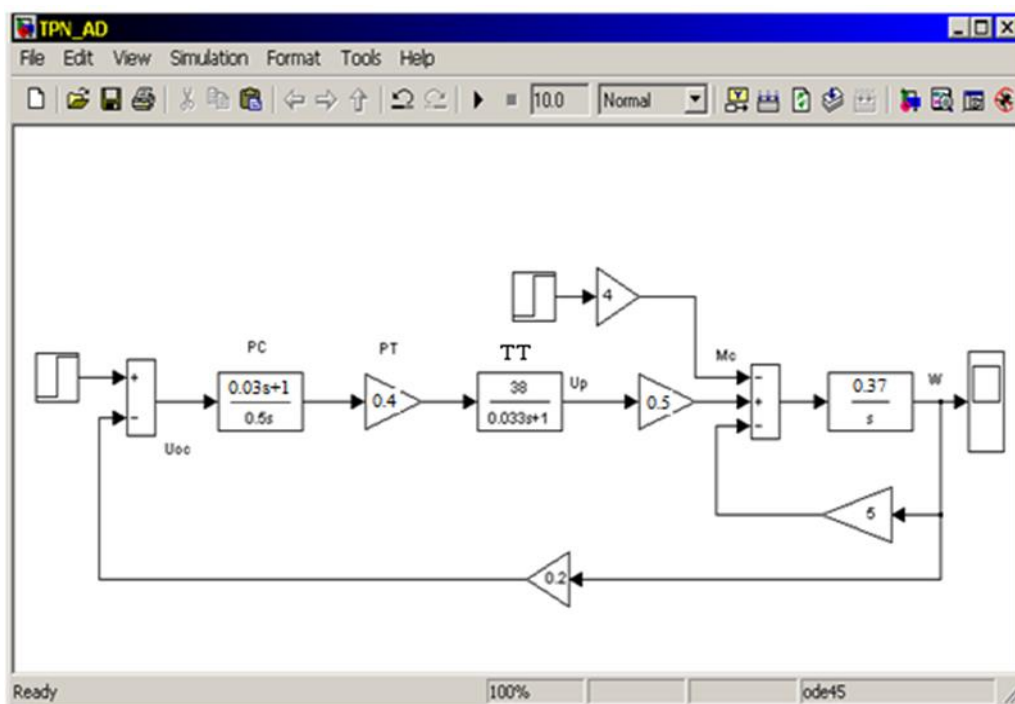 TPN_AD
File Edit View Simulation Format Tools Help
10.0 Normal
4
PC PT TT Mc
+ 0.03s+1 38 Up - 0.37 W
0.5s 0.4 0.033s+1 0.5 + s
- -
Uoc
5
0.2
Ready 100% ode45